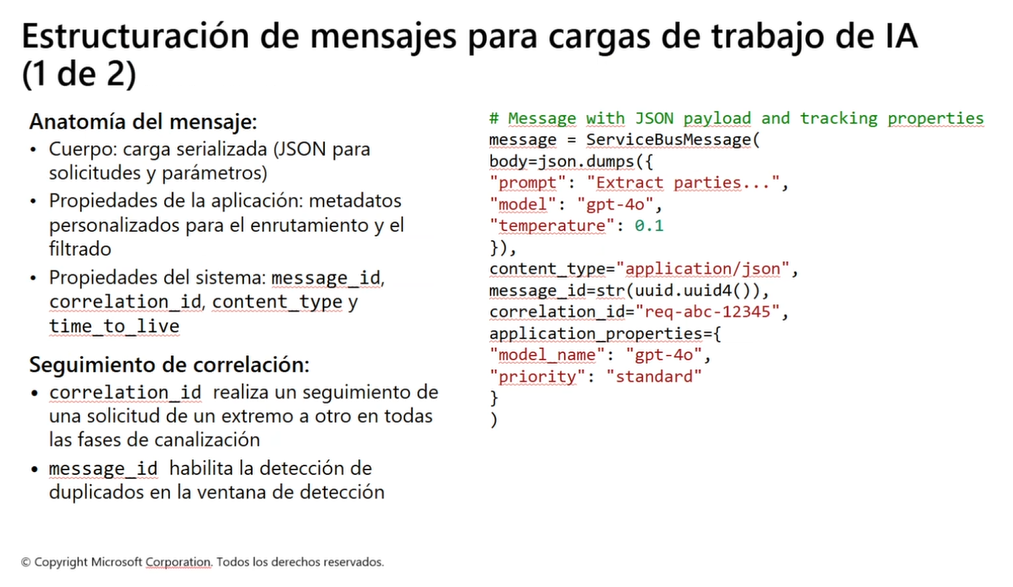 Estructuración de mensajes para cargas de trabajo de IA
(1 de 2)
Anatomía del mensaje:
• Cuerpo: carga serializada (JSON para
solicitudes y parámetros)
• Propiedades de la aplicación: metadatos
personalizados para el enrutamiento y el
filtrado
• Propiedades del sistema: message_id,
correlation_id, content_type y
time_to_live
Seguimiento de correlación:
• correlation_id realiza un seguimiento de
una solicitud de un extremo a otro en todas
las fases de canalización
• message_id habilita la detección de
duplicados en la ventana de detección
# Message with JSON payload and tracking properties
message = ServiceBusMessage(
body=json.dumps({
"prompt": "Extract parties...",
"model": "gpt-4o",
"temperature": 0.1
}),
content_type="application/json",
message_id=str(uuid.uuid4()),
correlation_id="req-abc-12345",
application_properties={
"model_name": "gpt-4o",
"priority": "standard"
}
)
© Copyright Microsoft Corporation. Todos los derechos reservados.